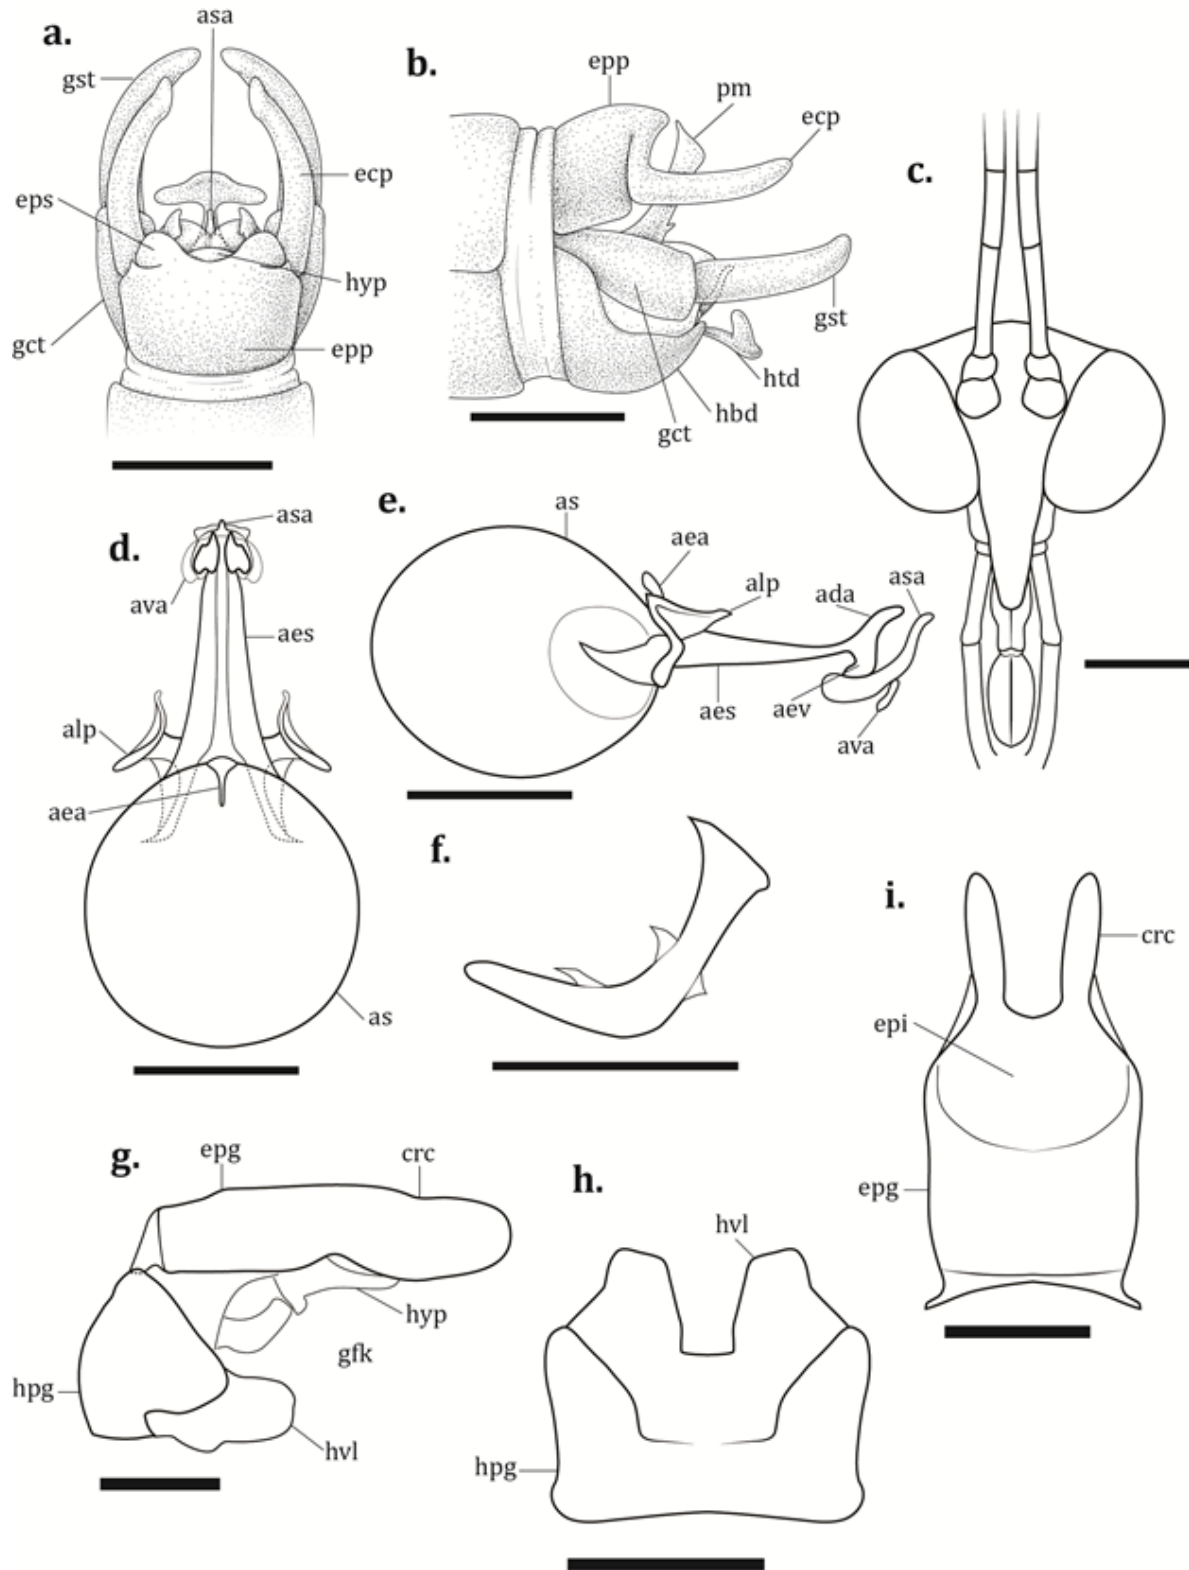 a.
asa
gst
eps
ecp
hyp
gct
epp
b.
epp
pm
ecp
gst
htd
hbd
gct
c.
d.
asa
ava
aes
alp
aea
as
e.
as
aea
alp
ada
asa
aes
aev
ava
f.
g.
epg
crc
hyp
gfk
hpg
hvl
h.
hvl
hpg
i.
crc
epi
epg